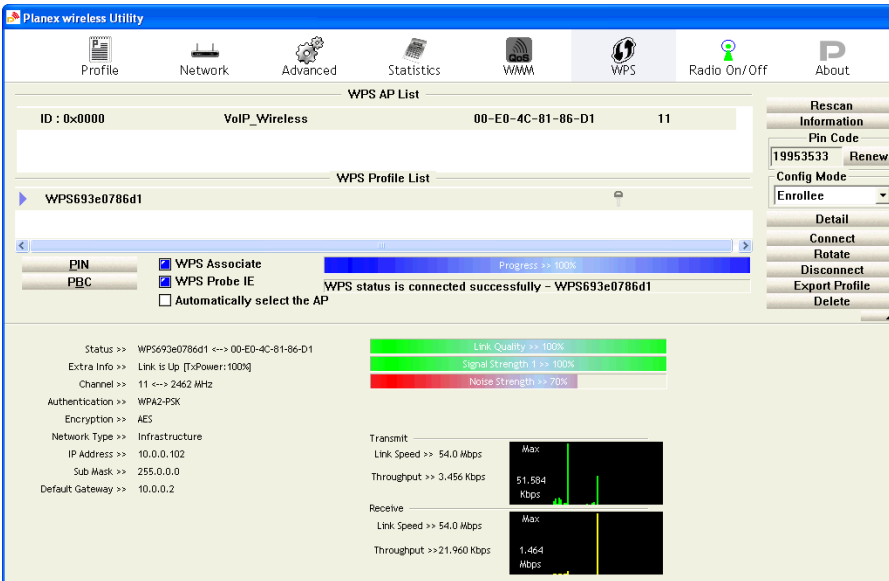 Planex wireless Utility
Profile Network Advanced Statistics QoS WMM WPS Radio On/Off About
WPS AP List
ID : 0x0000 VoIP_Wireless 00-E0-4C-81-86-D1 11
Rescan
Information
Pin Code
19953533 Renew
WPS Profile List
Config Mode
WPS693e0786d1
Enrollee
Detail
Connect
Rotate
Disconnect
Export Profile
Delete
PIN WPS Associate Progress >> 100%
PBC WPS Probe IE WPS status is connected successfully - WPS693e0786d1
Automatically select the AP
Status >> WPS693e0786d1 <--> 00-E0-4C-81-86-D1
Extra Info >> Link is Up [TxPower:100%]
Channel >> 11 <--> 2462 MHz
Authentication >> WPA2-PSK
Encryption >> AES
Network Type >> Infrastructure
IP Address >> 10.0.0.102
Sub Mask >> 255.0.0.0
Default Gateway >> 10.0.0.2
Link Quality >> 100%
Signal Strength 1 >> 100%
Noise Strength >> 70%
Transmit
Link Speed >> 54.0 Mbps
Throughput >> 3.456 Kbps
Max
51.584
Kbps
Receive
Link Speed >> 54.0 Mbps
Throughput >>21.960 Kbps
Max
1.464
Mbps